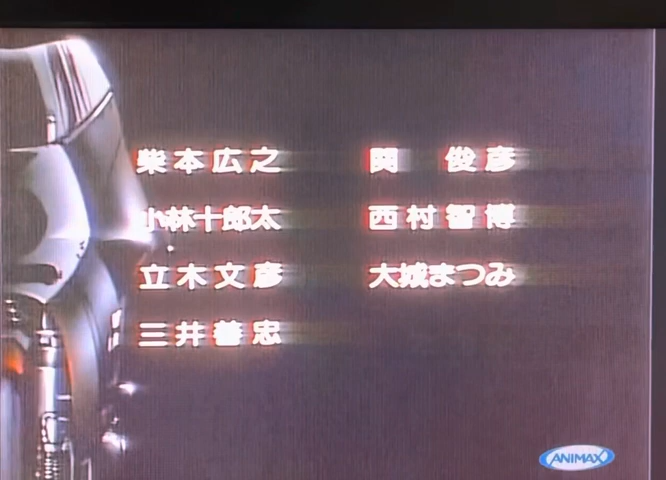 柴本広之
小林十郎太
立木文彦
三井善忠
関　俊彦
西村智博
大城まつみ
ANIMAX